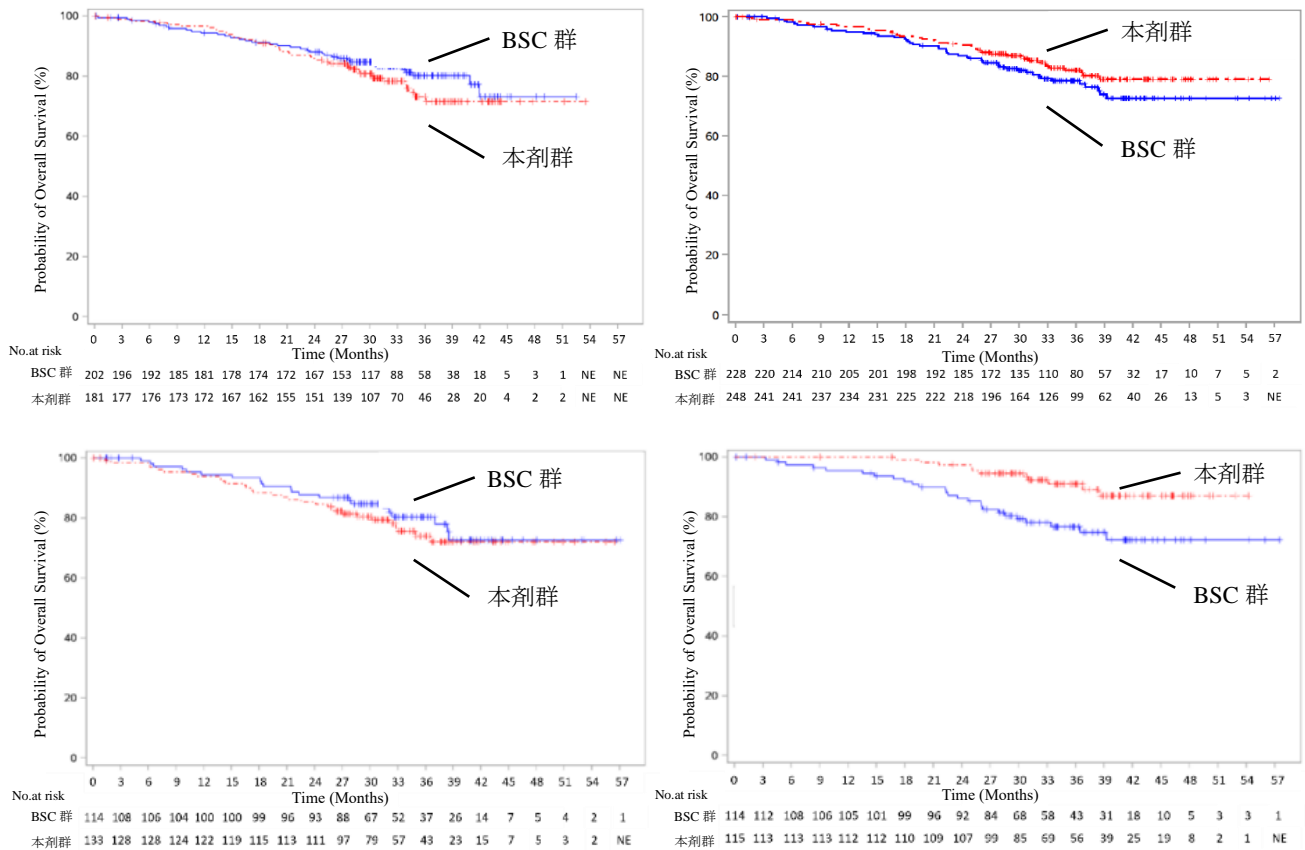 Probability of Overall Survival (%)
100
80
60
40
20
0
BSC 群
本剤群
0 3 6 9 12 15 18 21 24 27 30 33 36 39 42 45 48 51 54 57
No.at risk
Time (Months)
BSC 群 202 196 192 185 181 178 174 172 167 153 117 88 58 38 18 5 3 1 NE NE
本剤群 181 177 176 173 172 167 162 155 151 139 107 70 46 28 20 4 2 2 NE NE
Probability of Overall Survival (%)
100
80
60
40
20
0
本剤群
BSC 群
0 3 6 9 12 15 18 21 24 27 30 33 36 39 42 45 48 51 54 57
No.at risk
Time (Months)
BSC 群 228 220 214 210 205 201 198 192 185 172 135 110 80 57 32 17 10 7 5 2
本剤群 248 241 241 237 234 231 225 222 218 196 164 126 99 62 40 26 13 5 3 NE
Probability of Overall Survival (%)
100
80
60
40
20
0
BSC 群
本剤群
0 3 6 9 12 15 18 21 24 27 30 33 36 39 42 45 48 51 54 57
No.at risk
Time (Months)
BSC 群 114 108 106 104 100 100 99 96 93 88 67 52 37 26 14 7 5 4 2 1
本剤群 133 128 128 124 122 119 115 113 111 97 79 57 43 23 15 7 5 3 2 NE
Probability of Overall Survival (%)
100
80
60
40
20
0
本剤群
BSC 群
0 3 6 9 12 15 18 21 24 27 30 33 36 39 42 45 48 51 54 57
No.at risk
Time (Months)
BSC 群 114 112 108 106 105 101 99 96 92 84 68 58 43 31 18 10 5 3 3 1
本剤群 115 113 113 113 112 112 110 109 107 99 85 69 56 39 25 19 8 2 1 NE